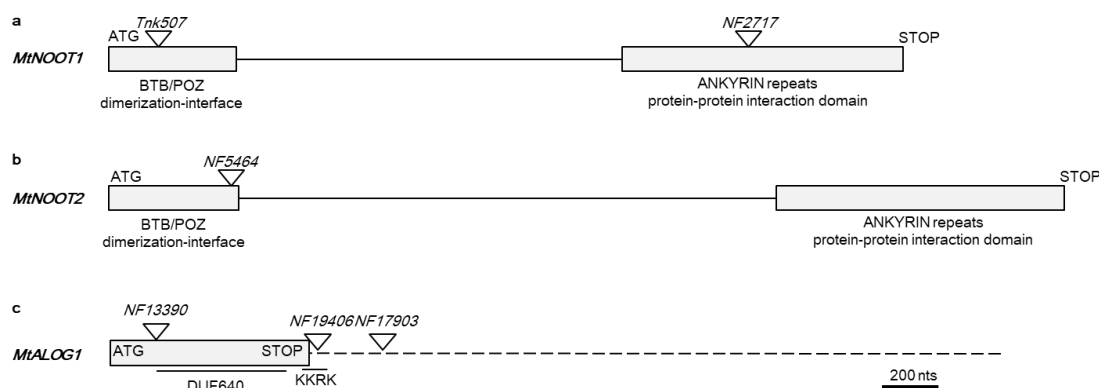 a
Tnk507
NF2717
ATG
STOP
MtNOOT1
BTB/POZ
dimerization-interface
ANKYRIN repeats
protein-protein interaction domain
b
NF5464
ATG
STOP
MtNOOT2
BTB/POZ
dimerization-interface
ANKYRIN repeats
protein-protein interaction domain
c
NF13390
NF19406 NF17903
MtALOG1
ATG
STOP
DUF640
KKRK
200 nts